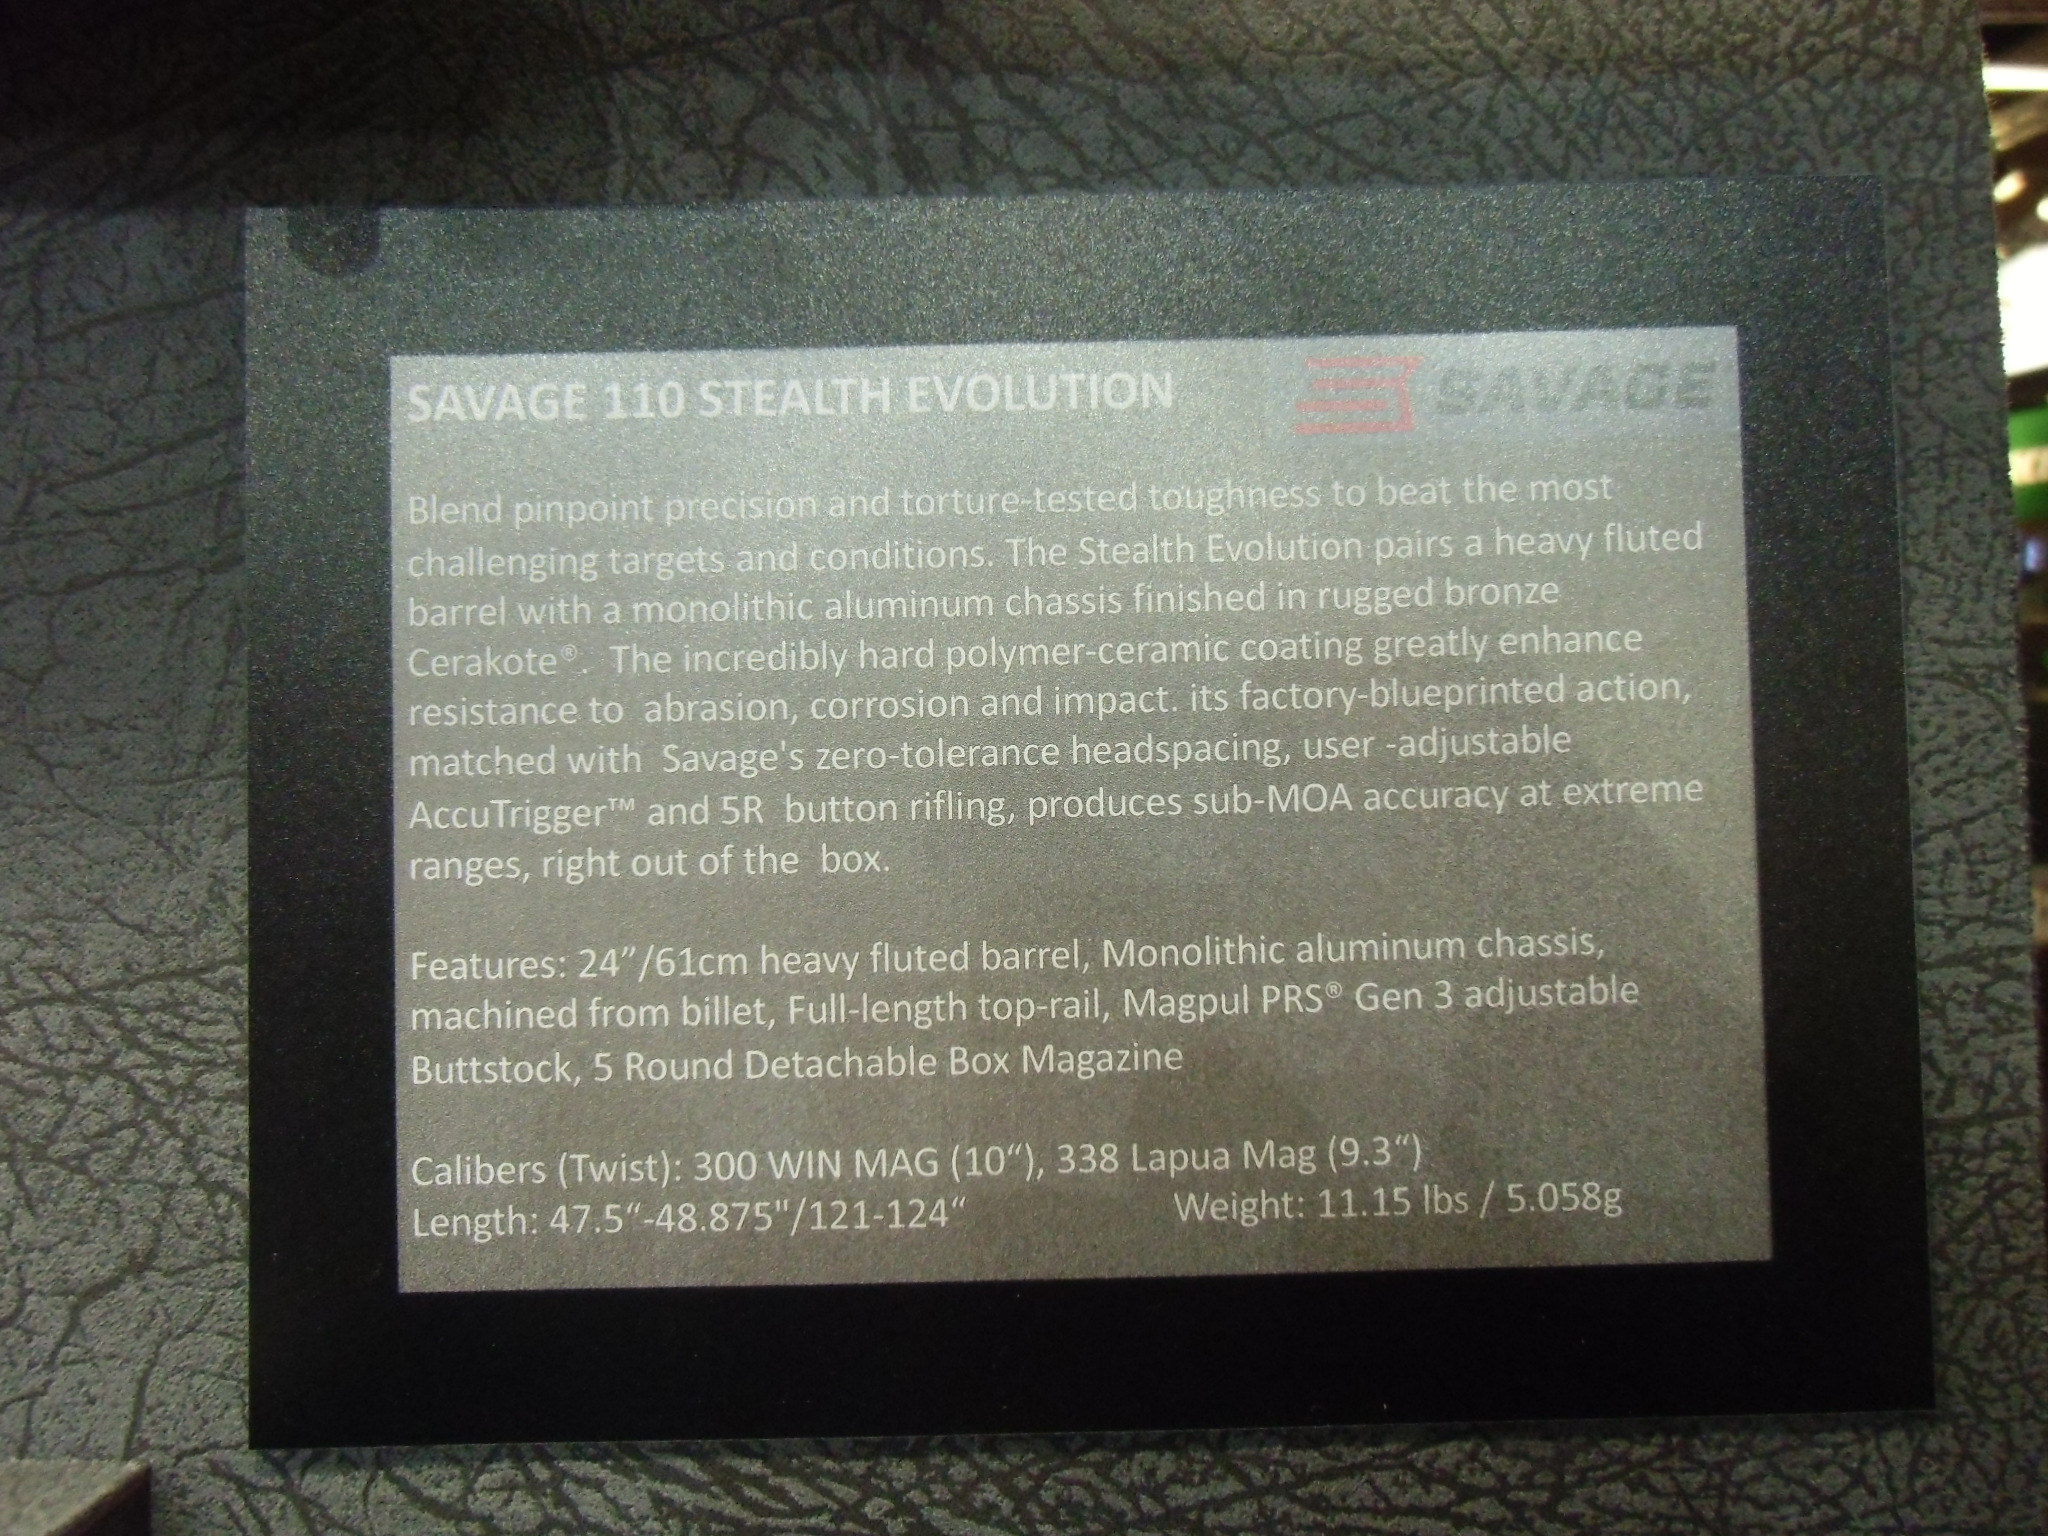 SAVAGE 110 STEALTH EVOLUTION
SAVAGE
Blend pinpoint precision and torture-tested toughness to beat the most
challenging targets and conditions. The Stealth Evolution pairs a heavy fluted
barrel with a monolithic aluminum chassis finished in rugged bronze
Cerakote®.  The incredibly hard polymer-ceramic coating greatly enhance
resistance to  abrasion, corrosion and impact. its factory-blueprinted action,
matched with  Savage's zero-tolerance headspacing, user -adjustable
AccuTrigger™ and 5R  button rifling, produces sub-MOA accuracy at extreme
ranges, right out of the  box.
Features: 24”/61cm heavy fluted barrel, Monolithic aluminum chassis,
machined from billet, Full-length top-rail, Magpul PRS® Gen 3 adjustable
Buttstock, 5 Round Detachable Box Magazine
Calibers (Twist): 300 WIN MAG (10“), 338 Lapua Mag (9.3“)
Length: 47.5“-48.875"/121-124“ Weight: 11.15 lbs / 5.058g